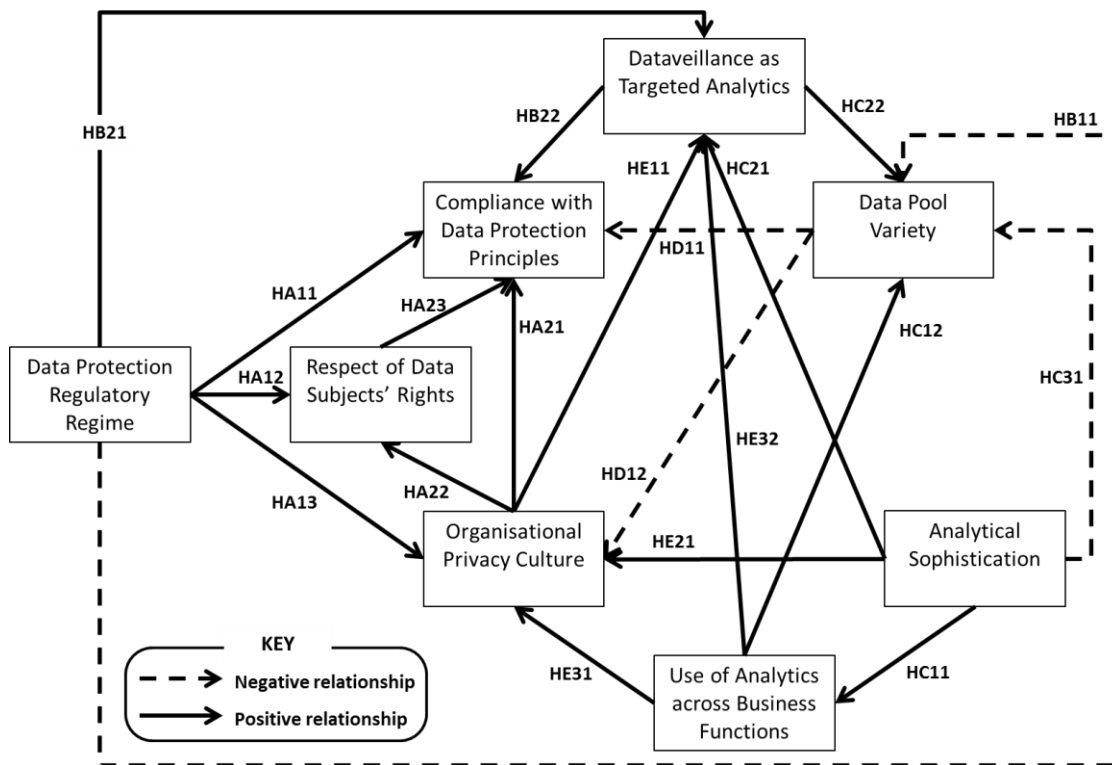 Dataveillance as
Targeted Analytics
HB21
HB22
HC22
HB11
HE11
HC21
Compliance with
Data Protection
Principles
Data Pool
Variety
HD11
HA11
HA23
HA21
HC12
Data Protection
Regulatory
Regime
HA12
Respect of Data
Subjects’ Rights
HC31
HE32
HD12
HA13
HA22
Organisational
Privacy Culture
HE21
Analytical
Sophistication
KEY
Negative relationship
Positive relationship
HE31
Use of Analytics
across Business
Functions
HC11